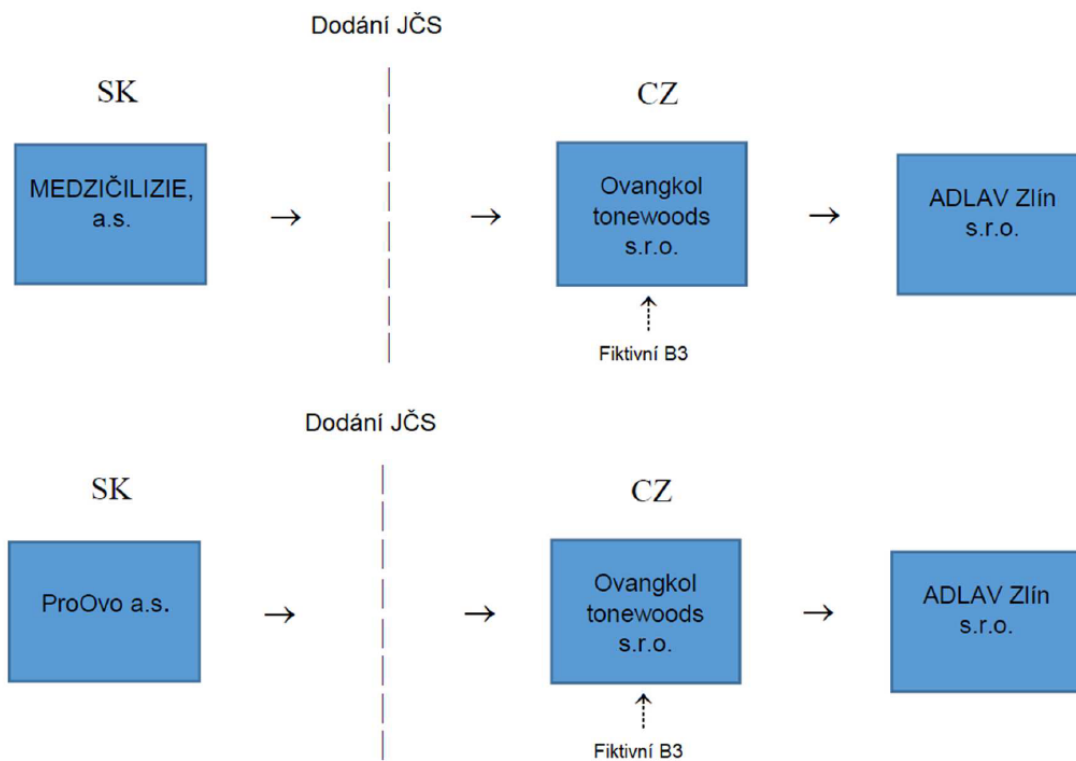 Dodání JČS
SK
CZ
MEDZIČILIZIE,
a.s.
→
→
Ovangkol
tonewoods
s.r.o.
→
ADLAV Zlín
s.r.o.
Fiktivní B3
Dodání JČS
SK
CZ
ProOvo a.s.
→
→
Ovangkol
tonewoods
s.r.o.
→
ADLAV Zlín
s.r.o.
Fiktivní B3